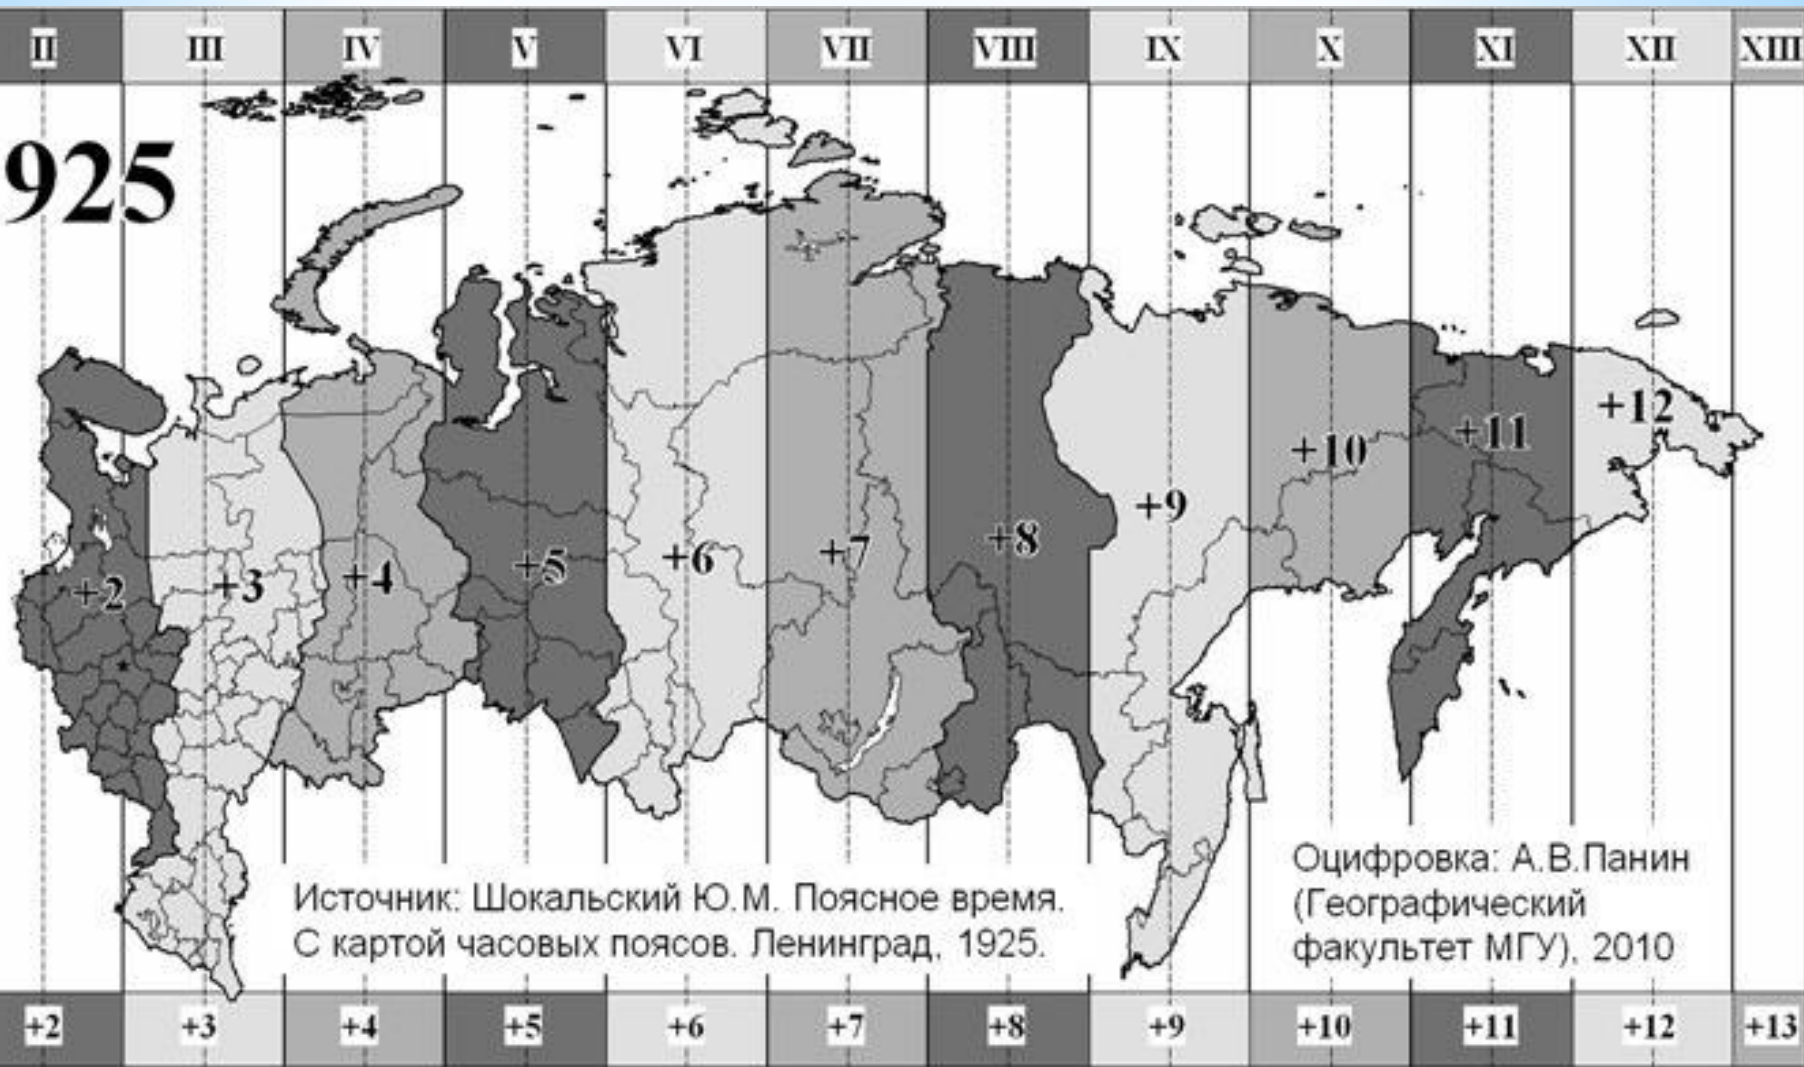 II III IV V VI VII VIII IX X XI XII XIII
925
+12
+11
+10
+9
+8
+7
+6
+5
+4
+3
+2
Источник: Шокальский Ю.М. Поясное время.
С картой часовых поясов. Ленинград, 1925.
Оцифровка: А.В.Панин
(Географический
факультет МГУ), 2010
+2 +3 +4 +5 +6 +7 +8 +9 +10 +11 +12 +13